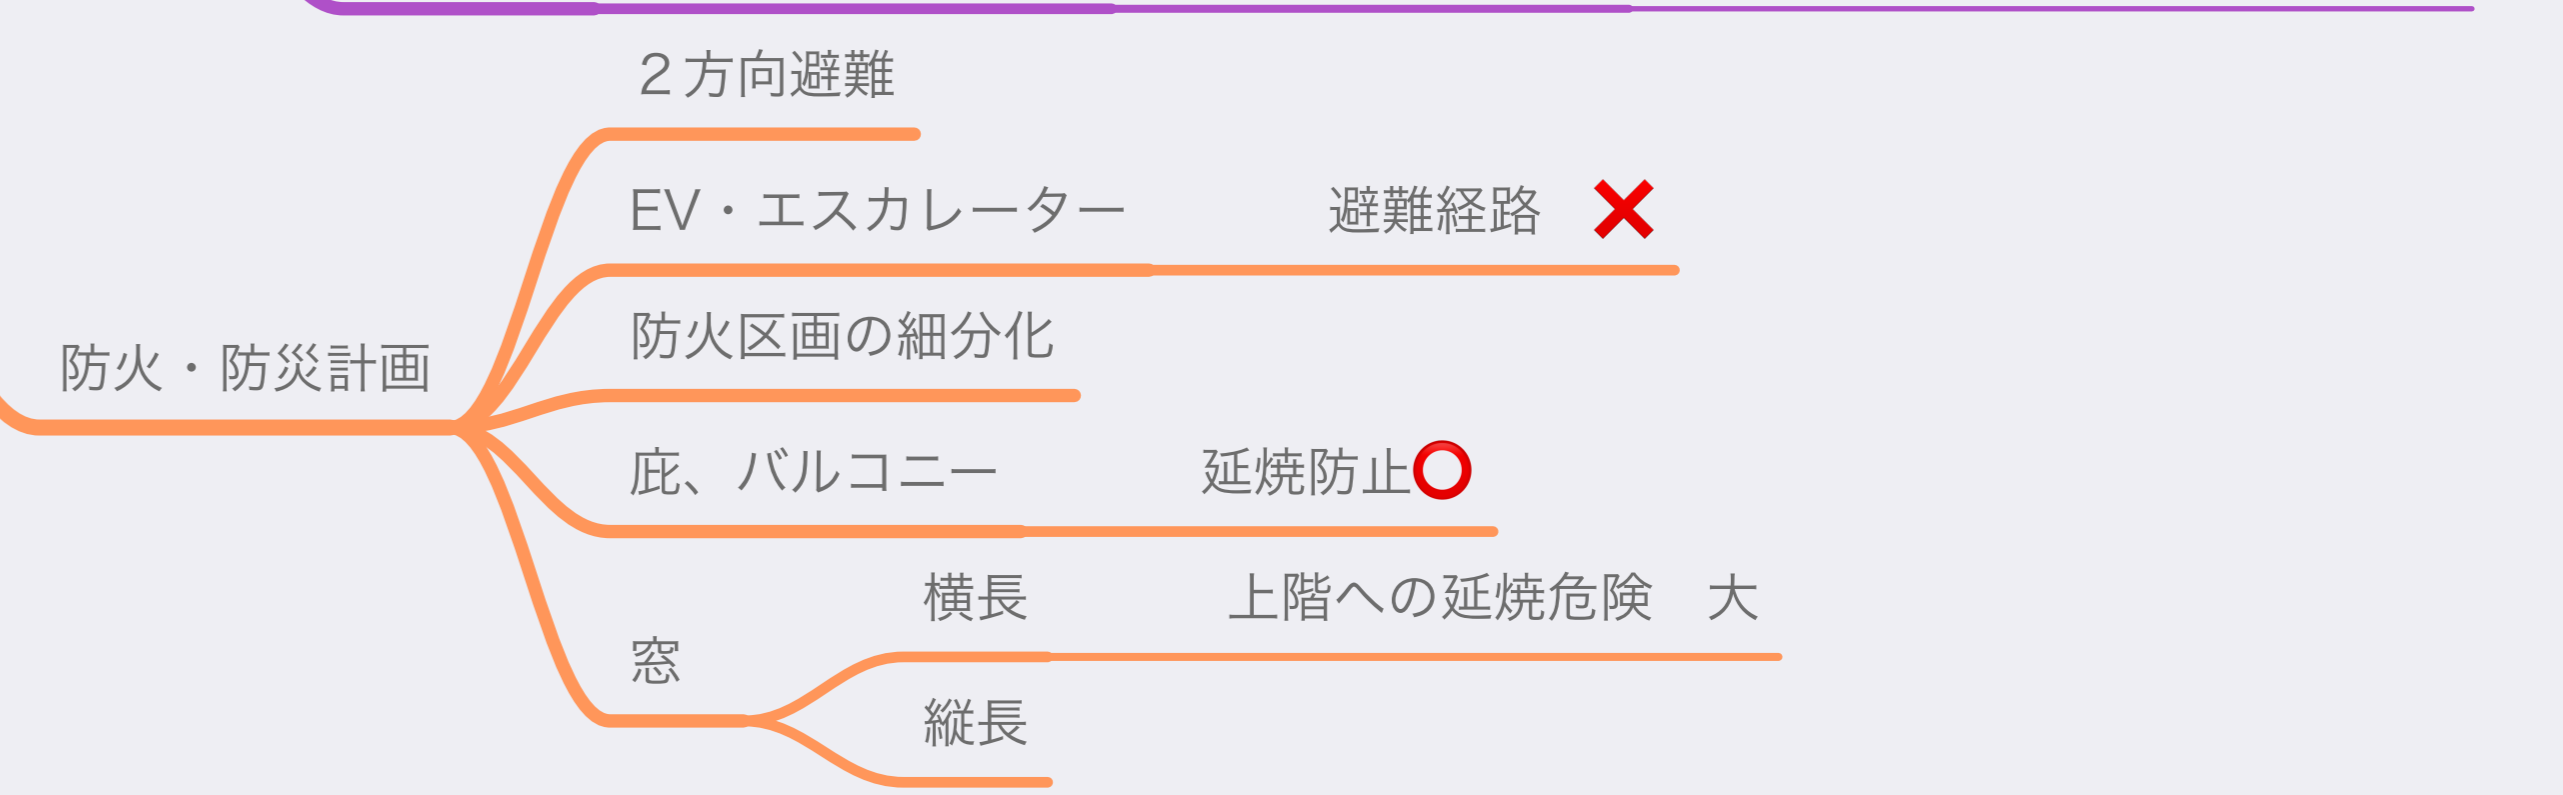 ２方向避難
EV・エスカレーター　避難経路　❌
防火区画の細分化
防火・防災計画
庇、バルコニー　延焼防止⭕
横長　上階への延焼危険　大
窓
縦長